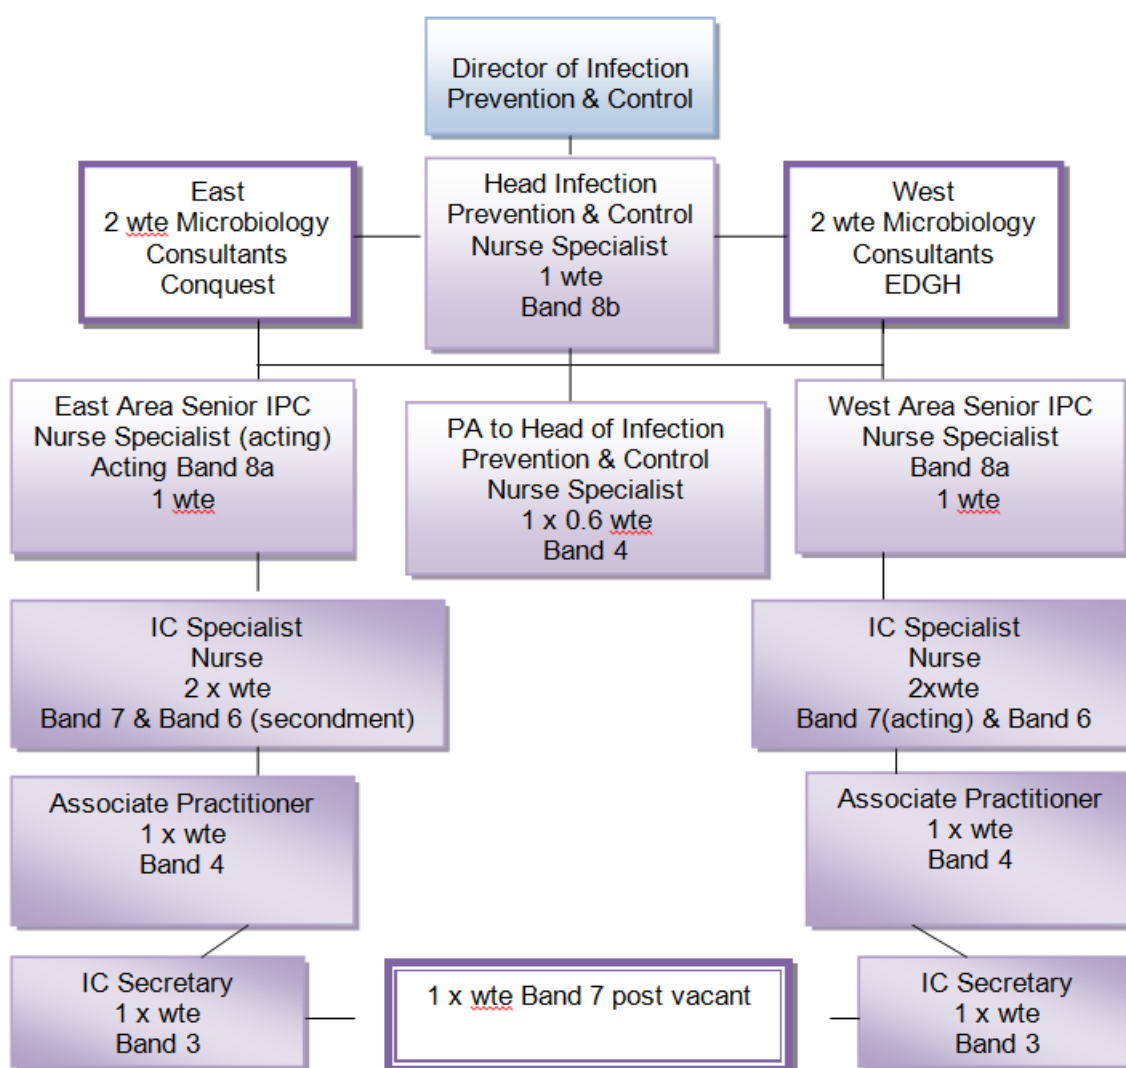 Director of Infection
Prevention & Control
East
2 wte Microbiology
Consultants
Conquest
Head Infection
Prevention & Control
Nurse Specialist
1 wte
Band 8b
West
2 wte Microbiology
Consultants
EDGH
East Area Senior IPC
Nurse Specialist (acting)
Acting Band 8a
1 wte
PA to Head of Infection
Prevention & Control
Nurse Specialist
1 x 0.6 wte
Band 4
West Area Senior IPC
Nurse Specialist
Band 8a
1 wte
IC Specialist
Nurse
2 x wte
Band 7 & Band 6 (secondment)
IC Specialist
Nurse
2xwte
Band 7(acting) & Band 6
Associate Practitioner
1 x wte
Band 4
Associate Practitioner
1 x wte
Band 4
IC Secretary
1 x wte
Band 3
1 x wte Band 7 post vacant
IC Secretary
1 x wte
Band 3